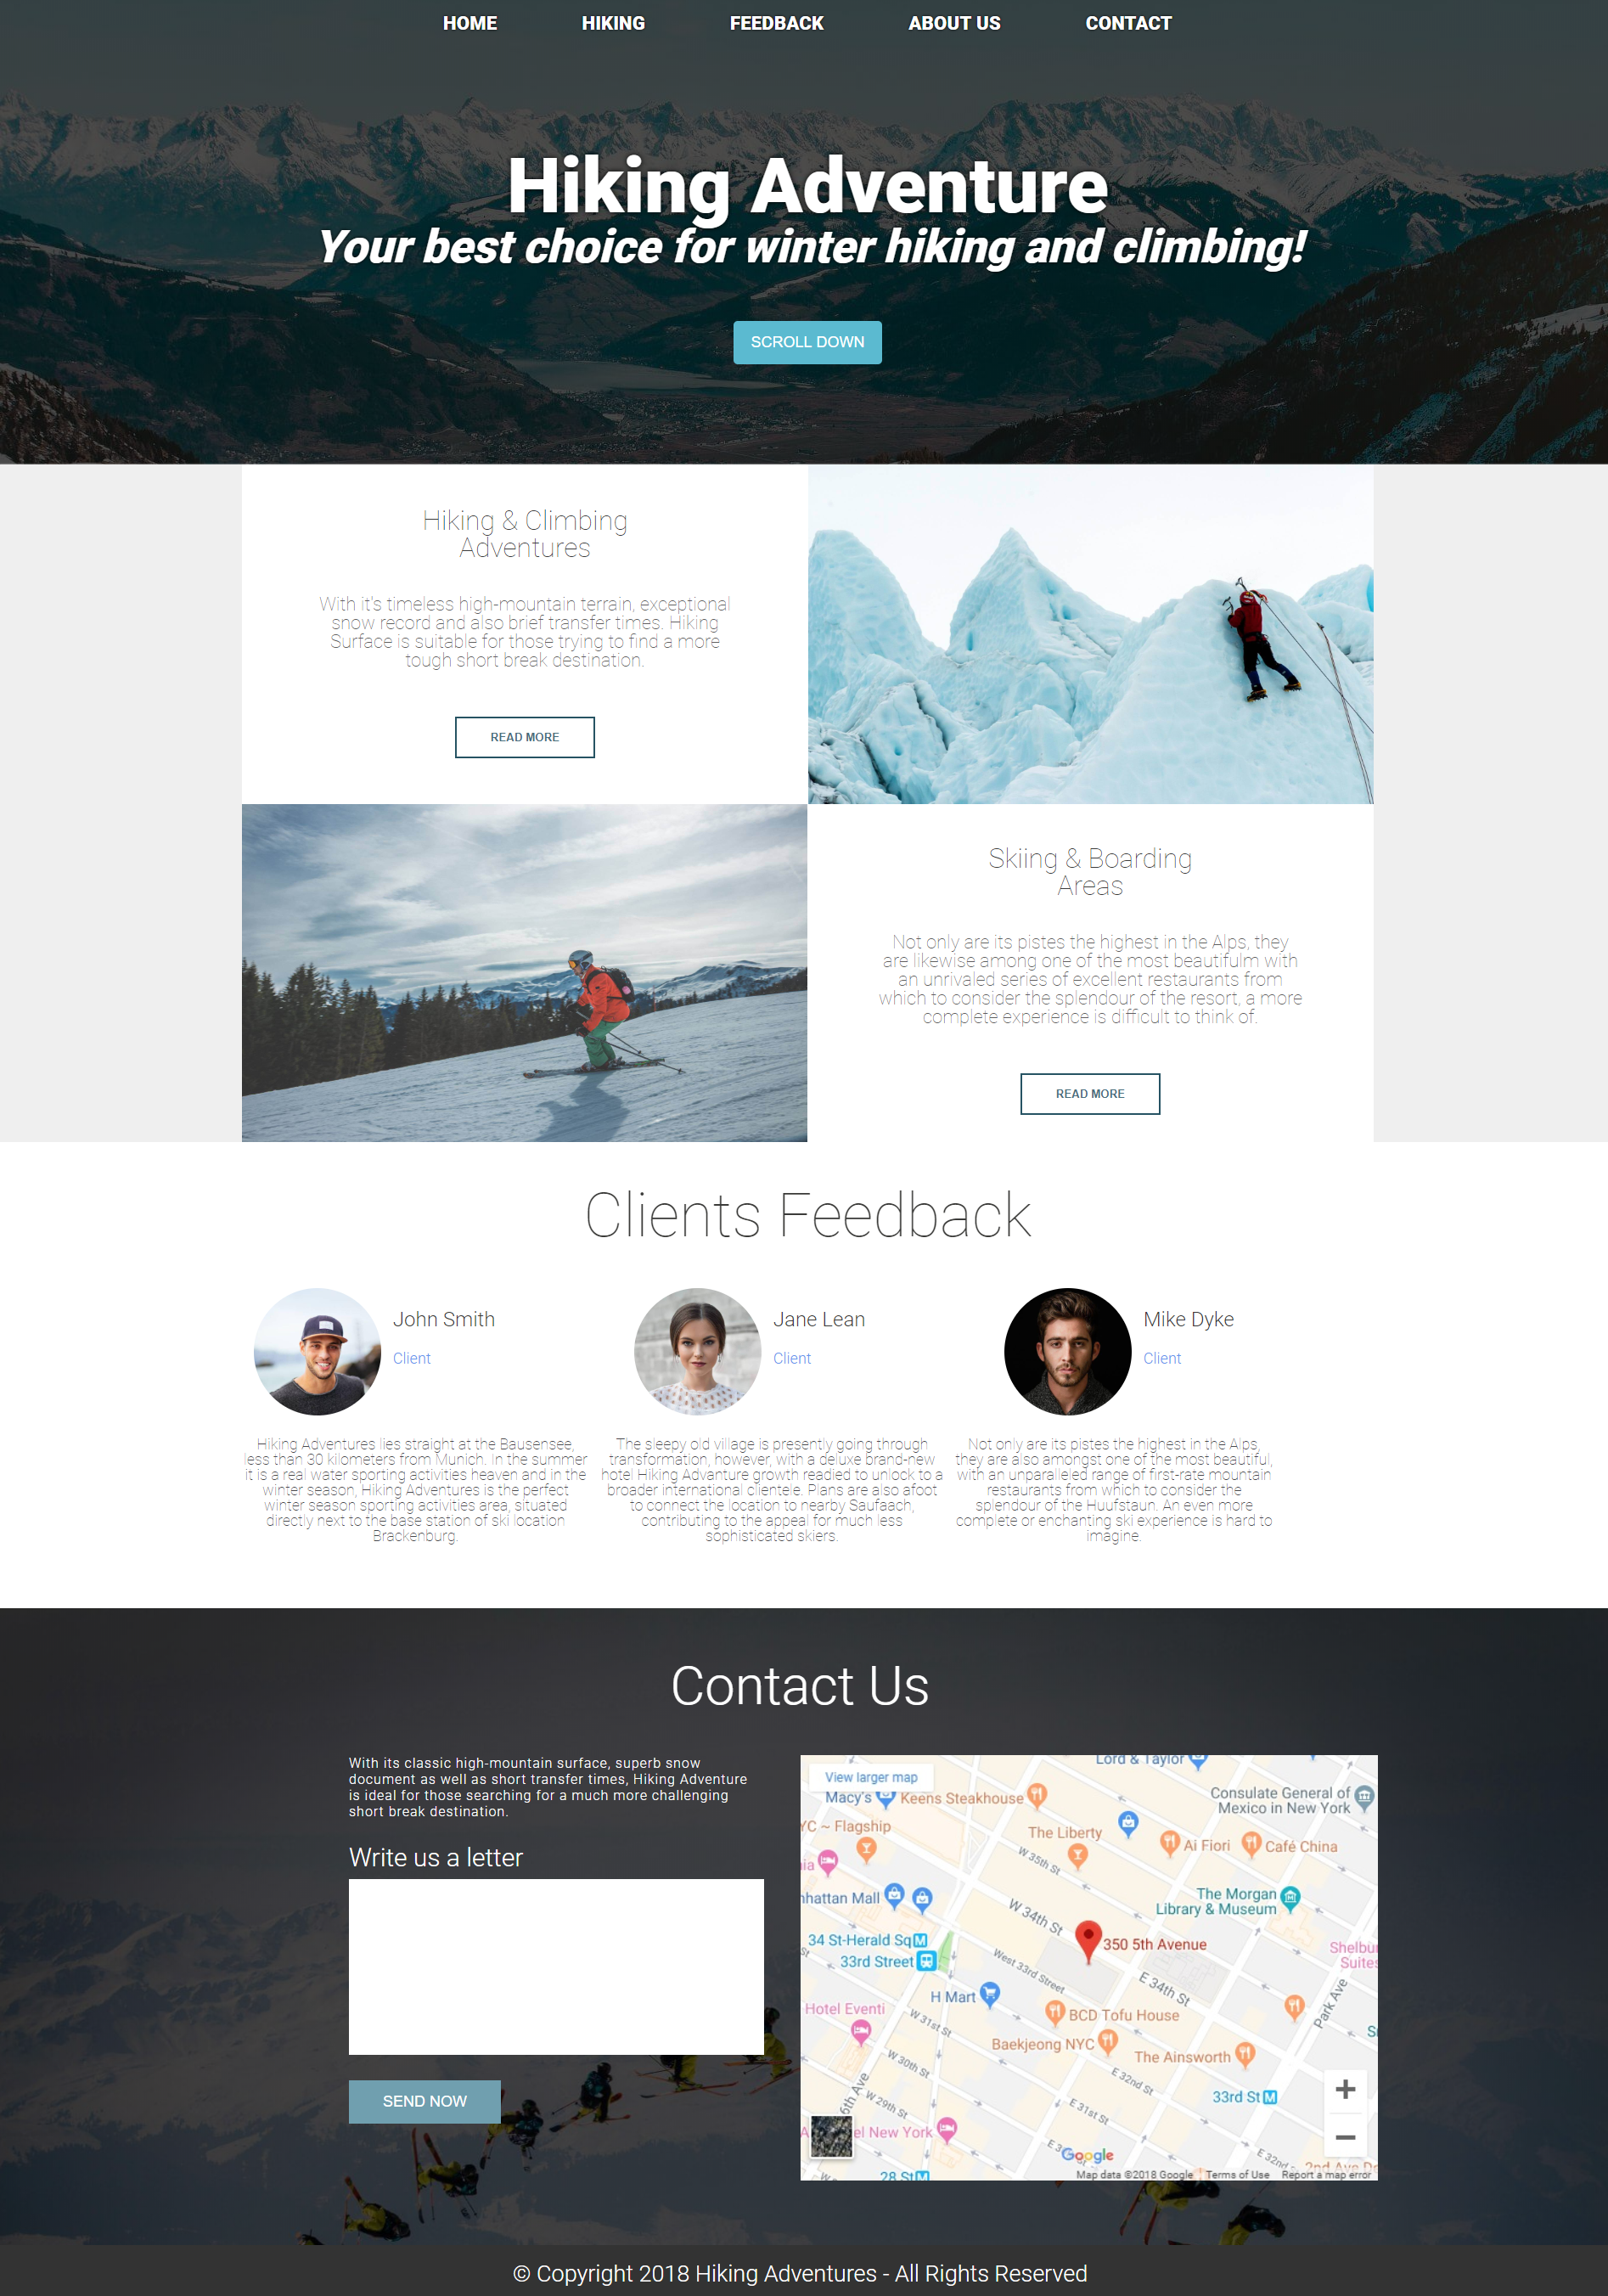 HOME HIKING FEEDBACK ABOUT US CONTACT
Hiking Adventure
Your best choice for winter hiking and climbing!
SCROLL DOWN
Hiking & Climbing
Adventures
With it's timeless high-mountain terrain, exceptional
snow record and also brief transfer times. Hiking
Surface is suitable for those trying to find a more
tough short break destination.
READ MORE
Skiing & Boarding
Areas
Not only are its pistes the highest in the Alps, they
are likewise among one of the most beautifulm with
an unrivaled series of excellent restaurants from
which to consider the splendour of the resort, a more
complete experience is difficult to think of.
READ MORE
Clients Feedback
John Smith
Client
Hiking Adventures lies straight at the Bausensee,
less than 30 kilometers from Munich. In the summer
it is a real water sporting activities heaven and in the
winter season, Hiking Adventures is the perfect
winter season sporting activities area, situated
directly next to the base station of ski location
Brackenburg.
Jane Lean
Client
The sleepy old village is presently going through
transformation, however, with a deluxe brand-new
hotel Hiking Advanture growth readied to unlock to a
broader international clientele. Plans are also afoot
to connect the location to nearby Saufaach,
contributing to the appeal for much less
sophisticated skiers.
Mike Dyke
Client
Not only are its pistes the highest in the Alps,
they are also amongst one of the most beautiful,
with an unparalleled range of first-rate mountain
restaurants from which to consider the
splendour of the Huufstaun. An even more
complete or enchanting ski experience is hard to
imagine.
Contact Us
With its classic high-mountain surface, superb snow
document as well as short transfer times, Hiking Adventure
is ideal for those searching for a much more challenging
short break destination.
Write us a letter
SEND NOW
Lord & Taylor
View larger map
Macy's
Keens Steakhouse
Consulate General of
Mexico in New York
YC ~ Flagship
The Liberty
Ai Fiori
Café China
W 35th St
nhattan Mall
The Morgan
Library & Museum
W 34th St
34 St-Herald Sq
33rd Street
350 5th Avenue
Shelbu
Suites
West 33rd Street
E 34th St
H Mart
Park Ave
Hotel Eventi
BCD Tofu House
W 31st St
Baekjeong NYC
The Ainsworth
W 30th St
E 32nd St
33rd St
6th Ave
W 29th St
E 31st St
el New York
E 32nd
2nd Ave De
28 St
Google
Map data ©2018 Google Terms of Use Report a map error
© Copyright 2018 Hiking Adventures - All Rights Reserved